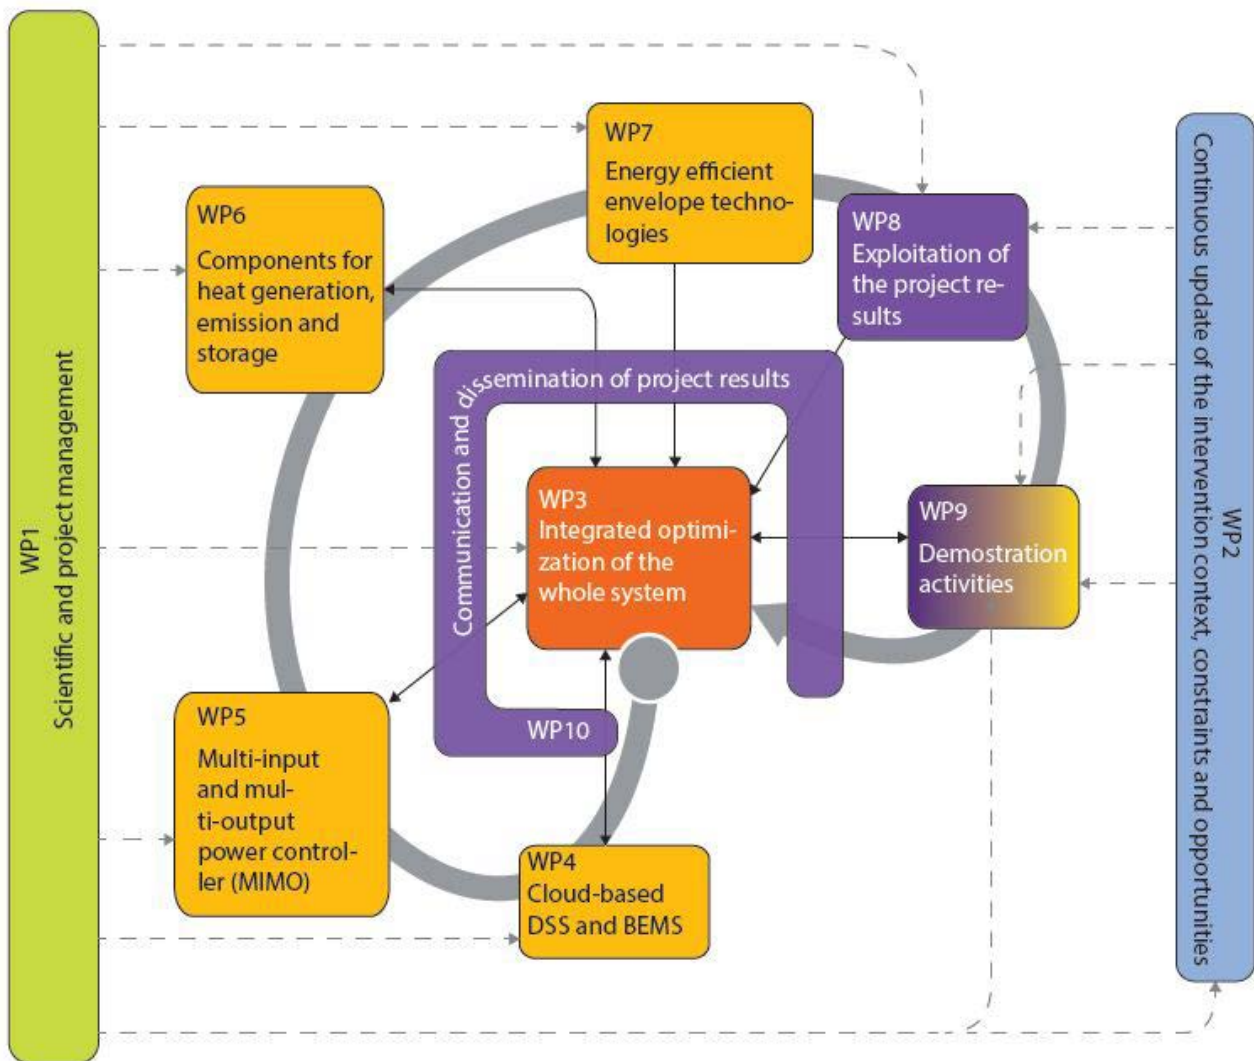 WP1
Scientific and project management
WP7
Energy efficient
envelope techno-
logies
WP6
Components for
heat generation,
emission and
storage
WP8
Exploitation of
the project re-
sults
Communication and dissemination of project results
WP3
Integrated optimi-
zation of the
whole system
WP9
Demostration
activities
WP10
WP5
Multi-input
and mul-
ti-output
power control-
ler (MIMO)
WP4
Cloud-based
DSS and BEMS
WP2
Continuous update of the intervention context, constraints and opportunities